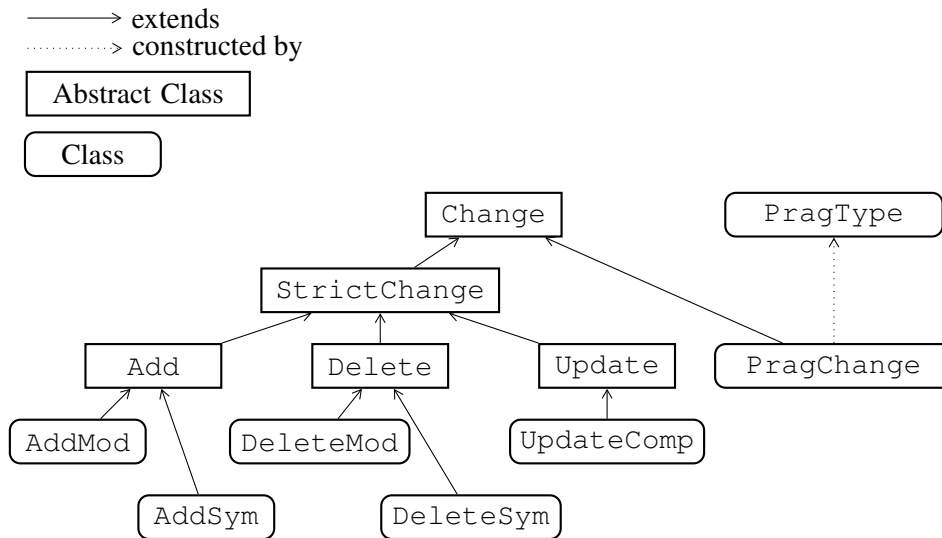 extends
constructed by
Abstract Class
Class
Change
PragType
StrictChange
Add
Delete
Update
PragChange
AddMod
DeleteMod
UpdateComp
AddSym
DeleteSym